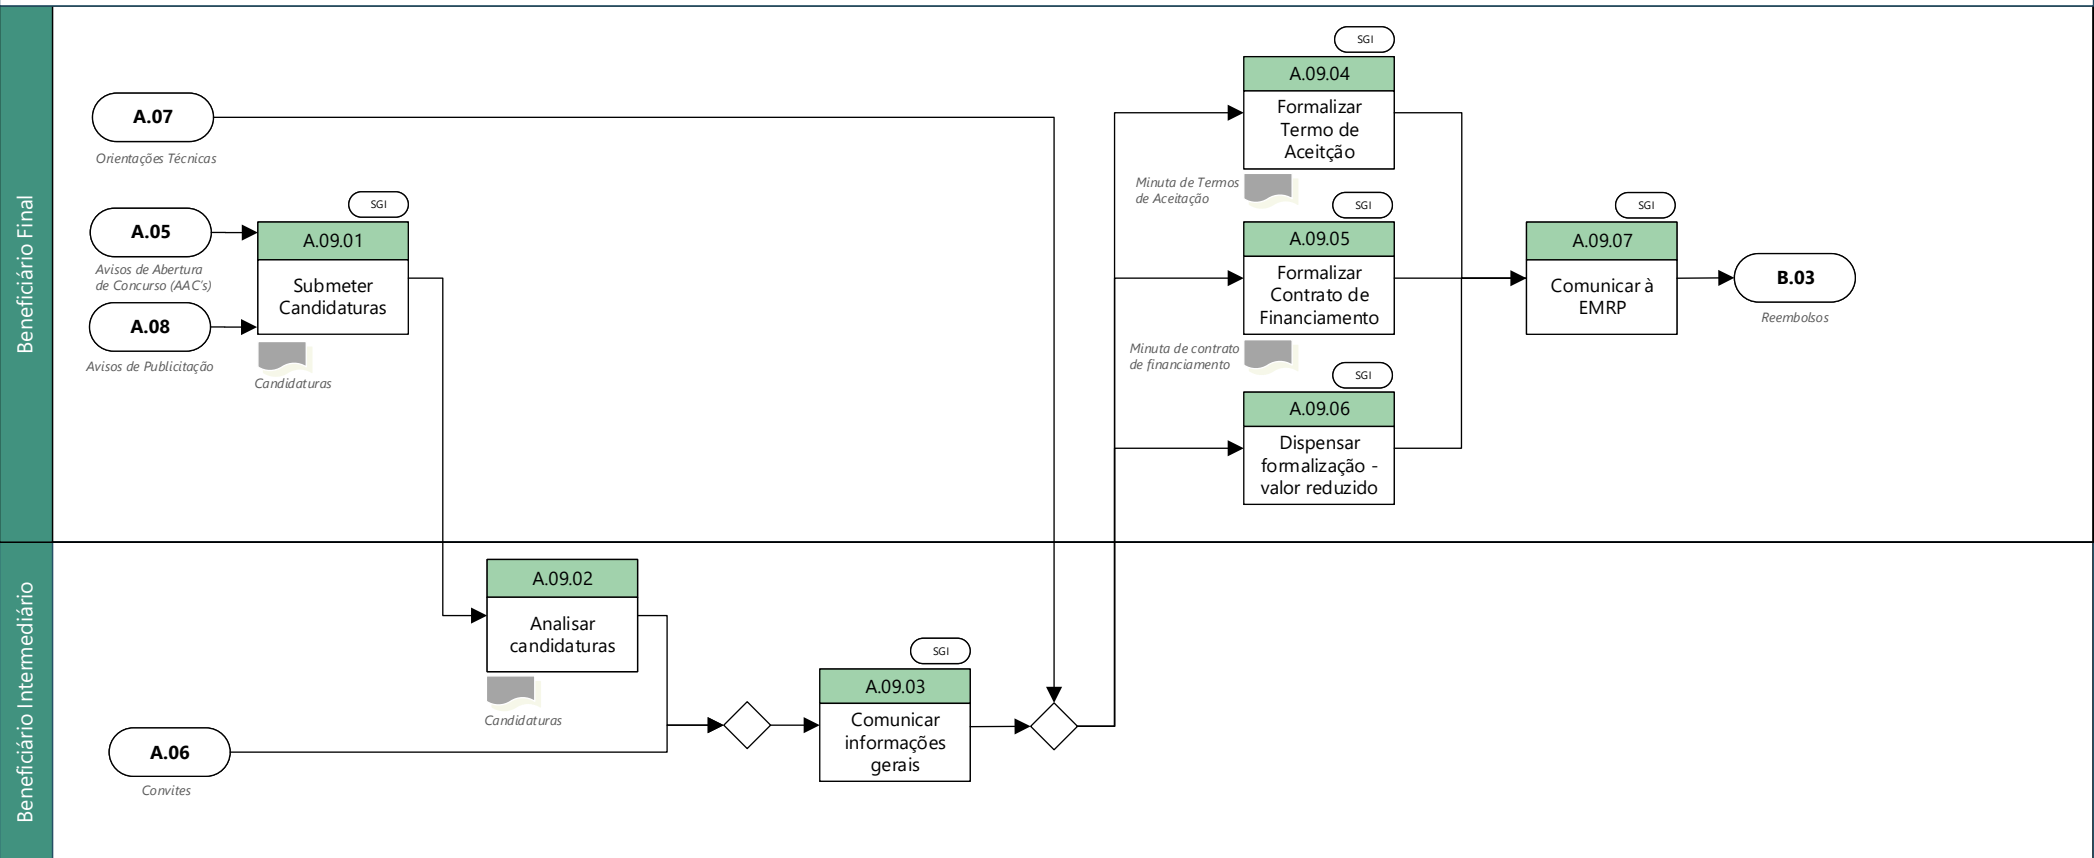 Beneficiário Final
A.07
Orientações Técnicas
A.05
Avisos de Abertura
de Concurso (AAC's)
A.08
Avisos de Publicitação
SGI
A.09.01
Submeter
Candidaturas
Candidaturas
SGI
A.09.04
Formalizar
Termo de
Aceitção
Minuta de Termos
de Aceitação
SGI
A.09.05
Formalizar
Contrato de
Financiamento
Minuta de contrato
de financiamento
SGI
A.09.06
Dispensar
formalização -
valor reduzido
SGI
A.09.07
Comunicar à
EMRP
B.03
Reembolsos
Beneficiário Intermediário
A.09.02
Analisar
candidaturas
Candidaturas
A.06
Convites
SGI
A.09.03
Comunicar
informações
gerais